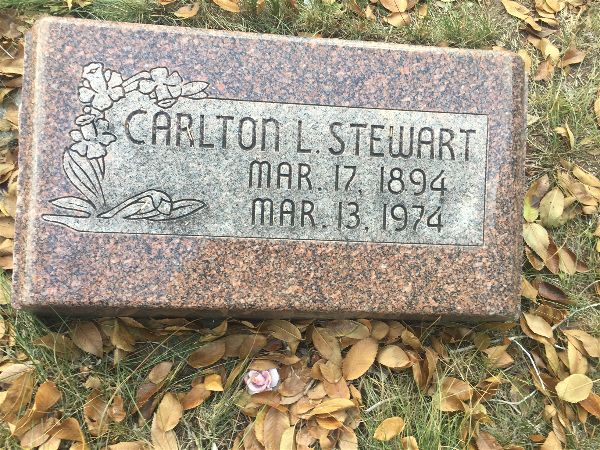 CARLTON L. STEWART
MAR. 17, 1894
MAR. 13, 1974